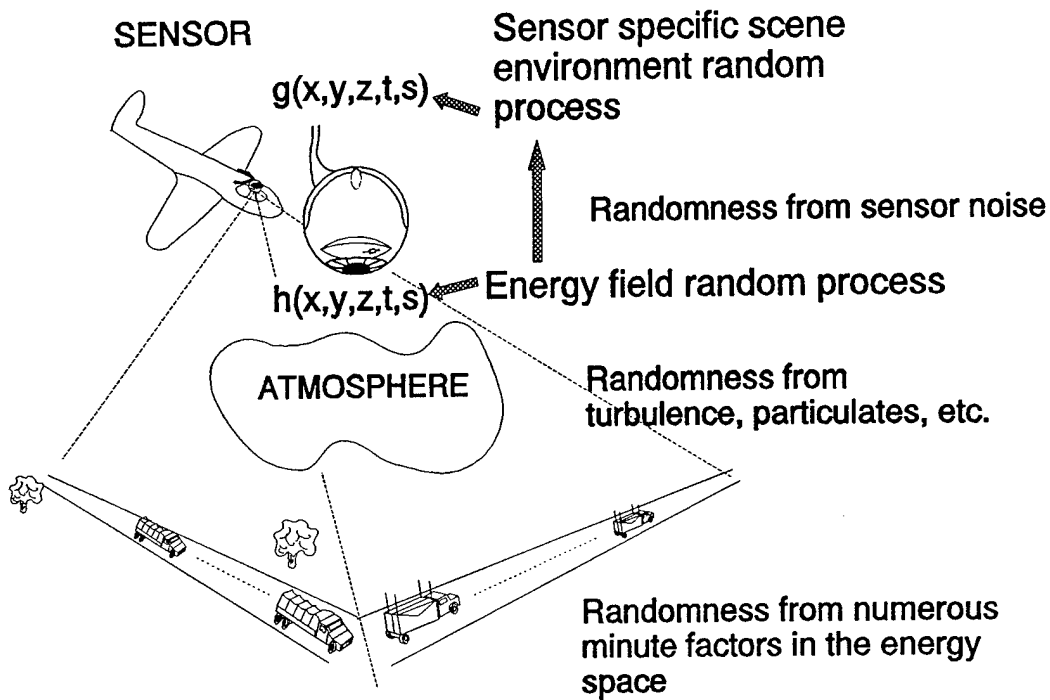 SENSOR
Sensor specific scene
environment random
process
g(x,y,z,t,s)
Randomness from sensor noise
h(x,y,z,t,s)
Energy field random process
ATMOSPHERE
Randomness from
turbulence, particulates, etc.
Randomness from numerous
minute factors in the energy
space